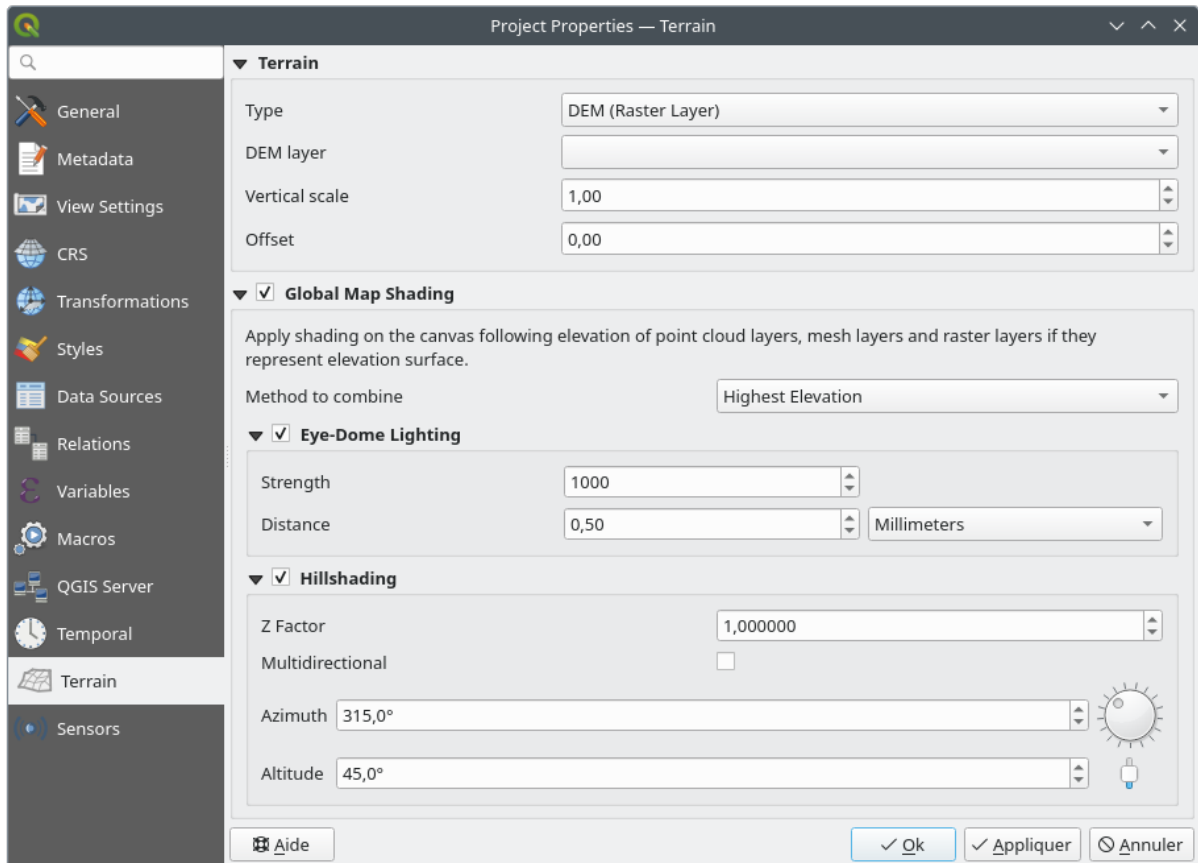 Project Properties — Terrain
General
Metadata
View Settings
CRS
Transformations
Styles
Data Sources
Relations
Variables
Macros
QGIS Server
Temporal
Terrain
Sensors
Terrain
Type DEM (Raster Layer)
DEM layer
Vertical scale 1,00
Offset 0,00
Global Map Shading
Apply shading on the canvas following elevation of point cloud layers, mesh layers and raster layers if they
represent elevation surface.
Method to combine Highest Elevation
Eye-Dome Lighting
Strength 1000
Distance 0,50 Millimeters
Hillshading
Z Factor 1,000000
Multidirectional
Azimuth 315,0°
Altitude 45,0°
Aide Ok Appliquer Annuler